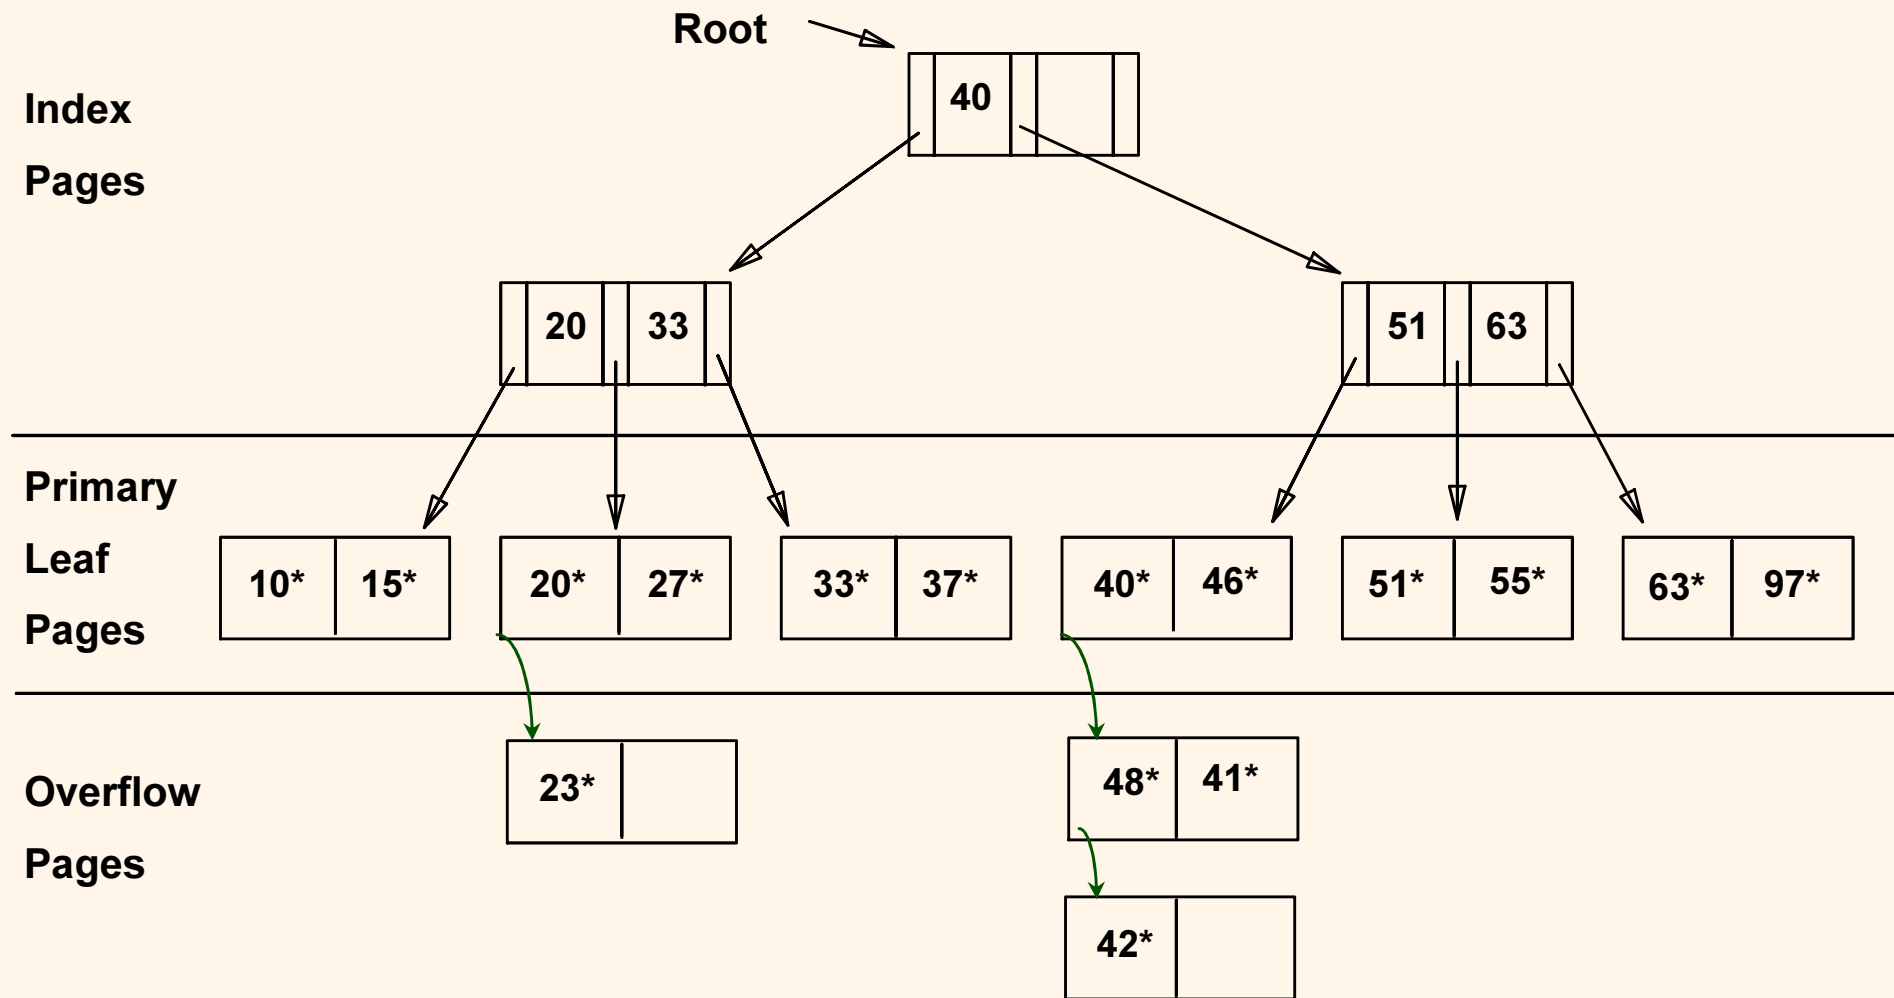 Root
40
Index
Pages
20 33 51 63
Primary
Leaf
Pages
10* 15* 20* 27* 33* 37* 40* 46* 51* 55* 63* 97*
Overflow
Pages
23* 48* 41*
42*